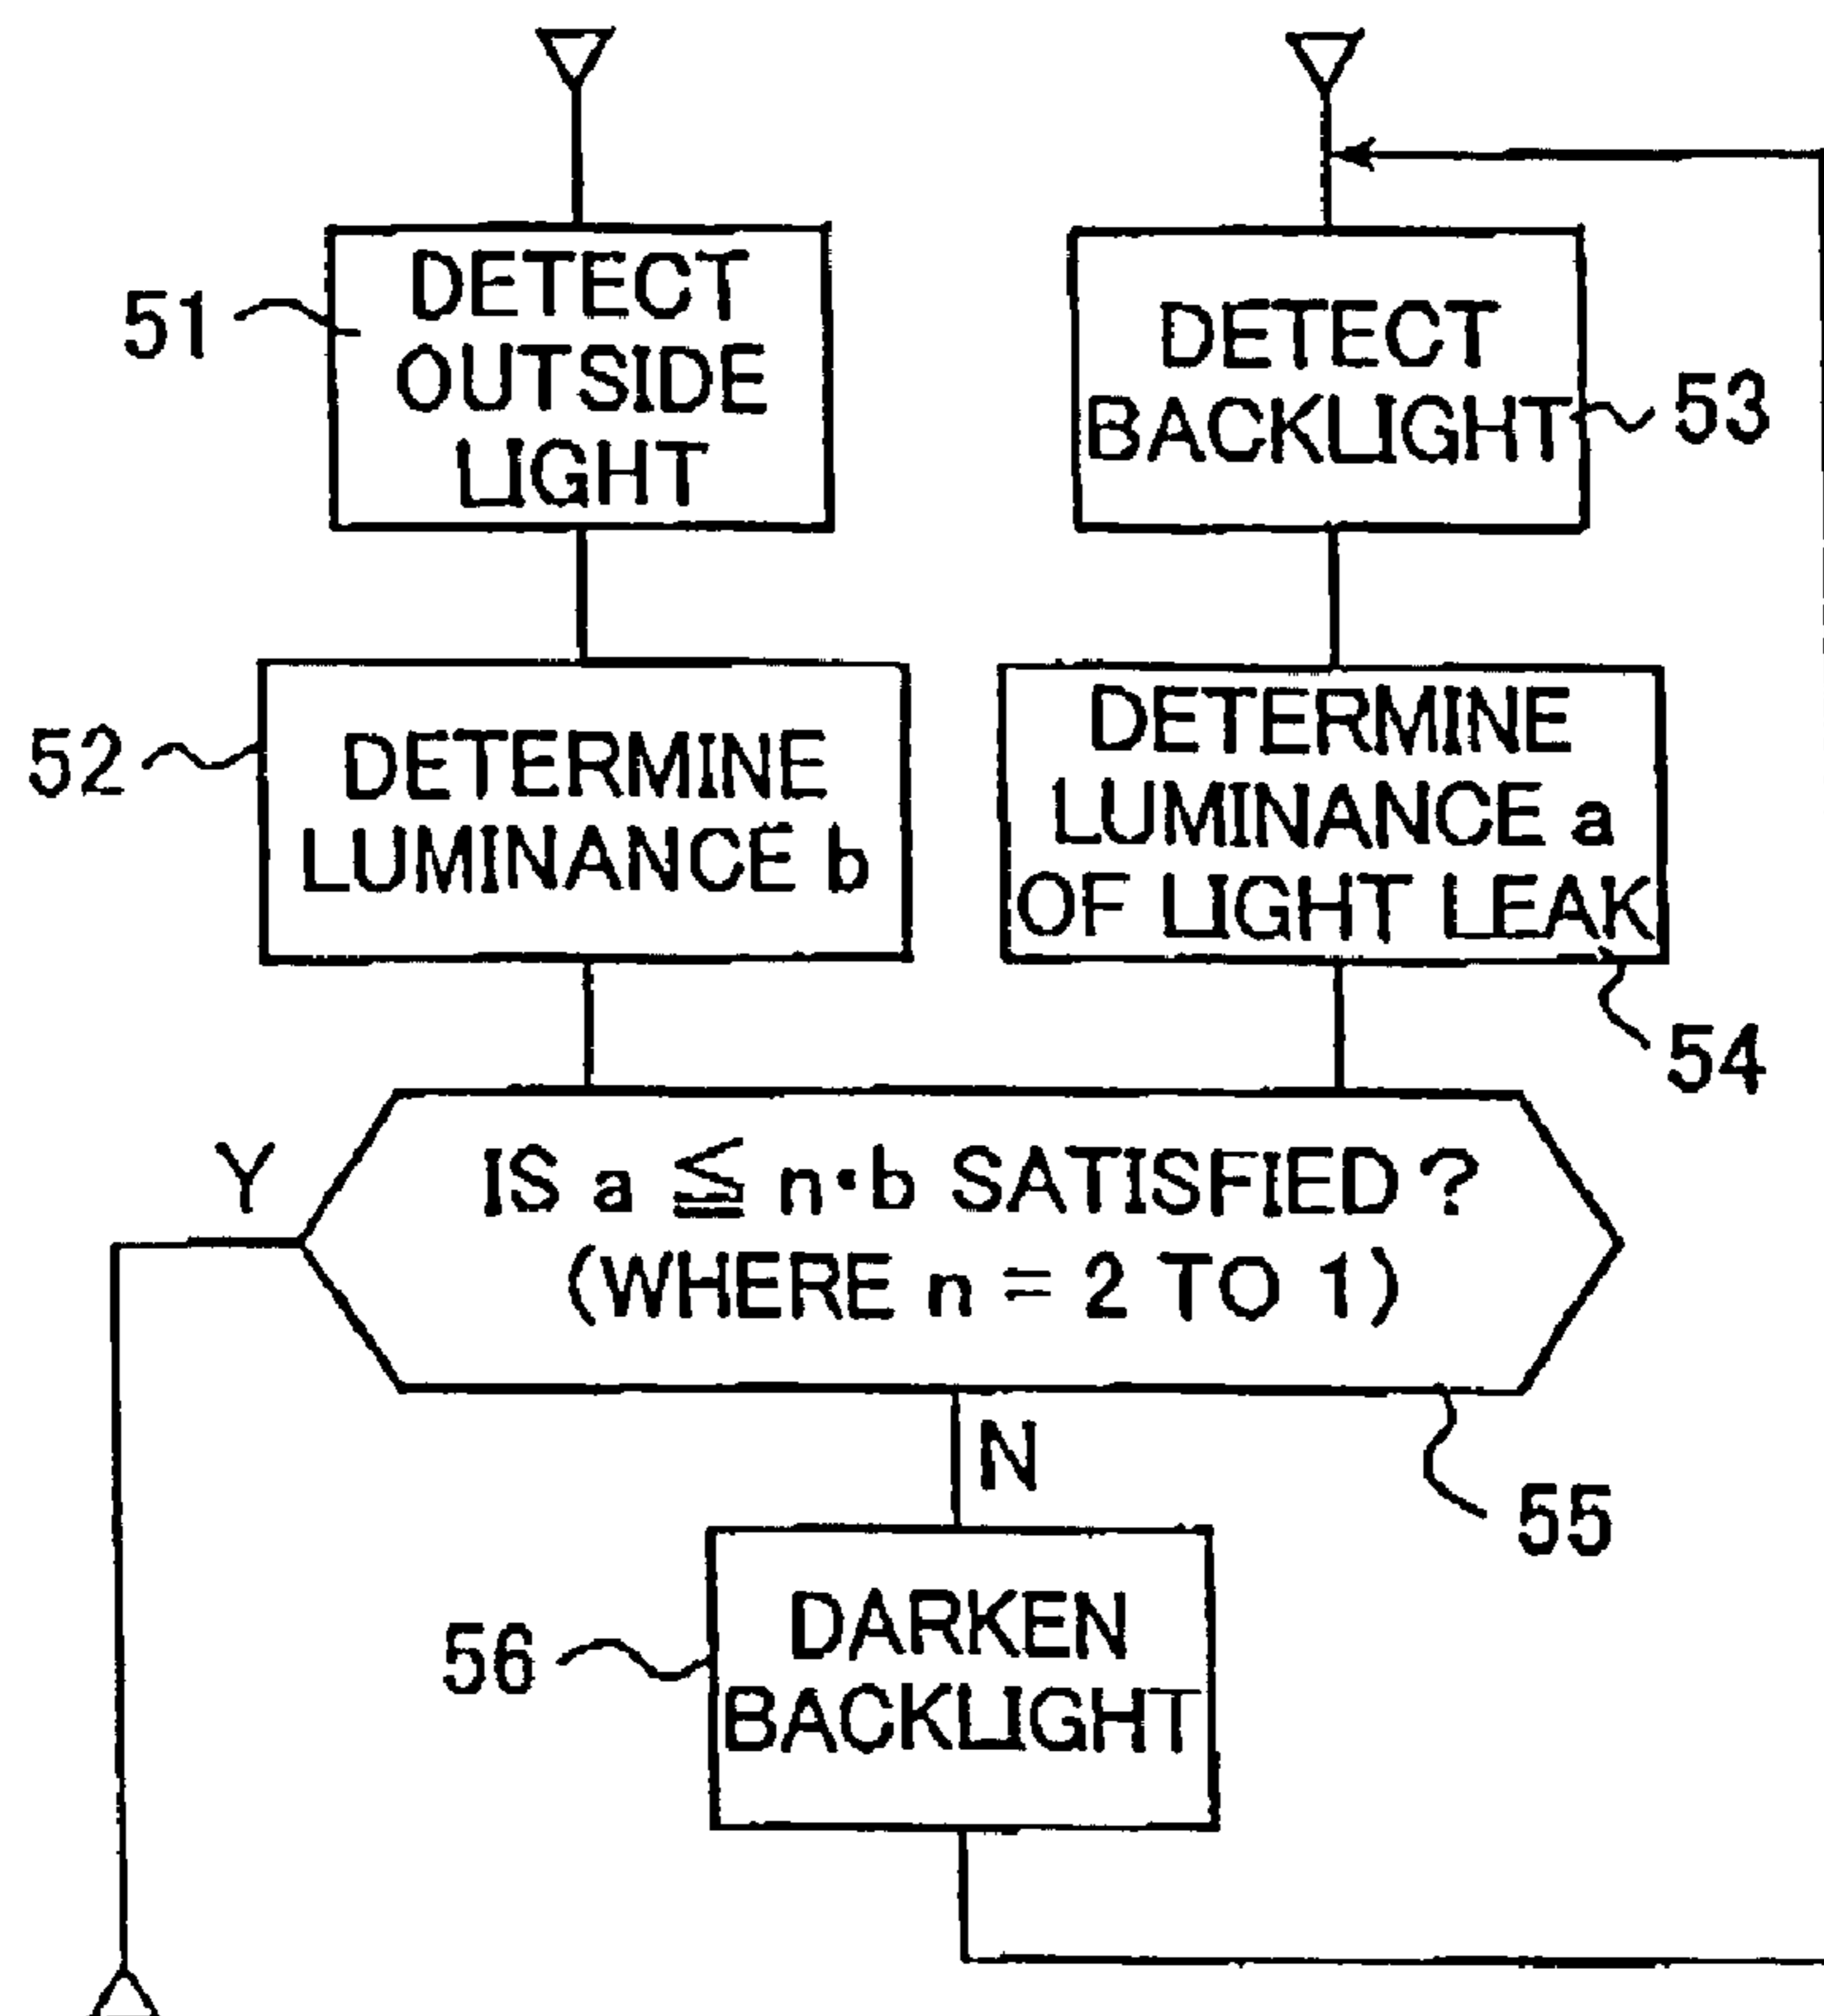 51
DETECT
OUTSIDE
LIGHT
DETECT
BACKLIGHT
53
52
DETERMINE
LUMINANCE b
DETERMINE
LUMINANCE a
OF LIGHT LEAK
54
Y
IS a ≦ n·b SATISFIED ?
(WHERE n = 2 TO 1)
N
55
56
DARKEN
BACKLIGHT